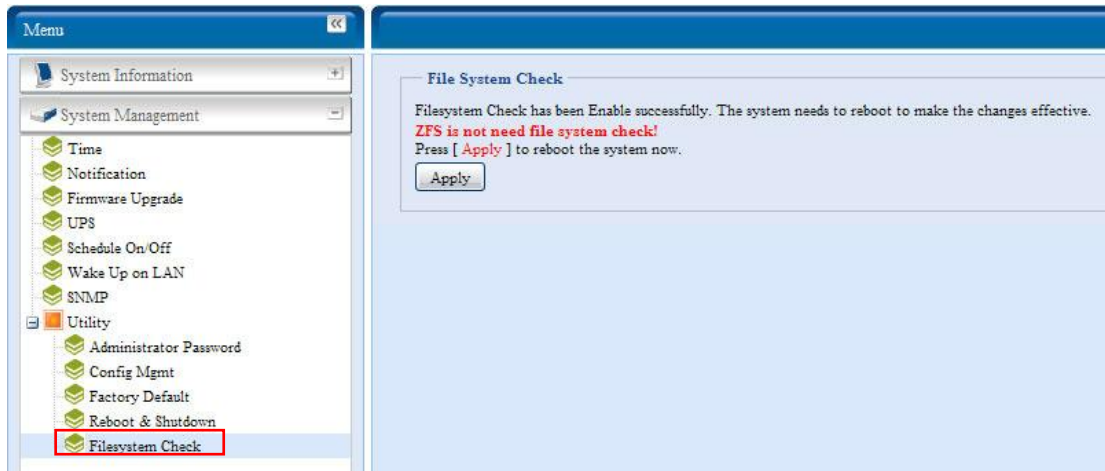 Menu
System Information
System Management
Time
Notification
Firmware Upgrade
UPS
Schedule On/Off
Wake Up on LAN
SNMP
Utility
Administrator Password
Config Mgmt
Factory Default
Reboot & Shutdown
Filesystem Check
File System Check
Filesystem Check has been Enable successfully. The system needs to reboot to make the changes effective.
ZFS is not need file system check!
Press [ Apply ] to reboot the system now.
Apply